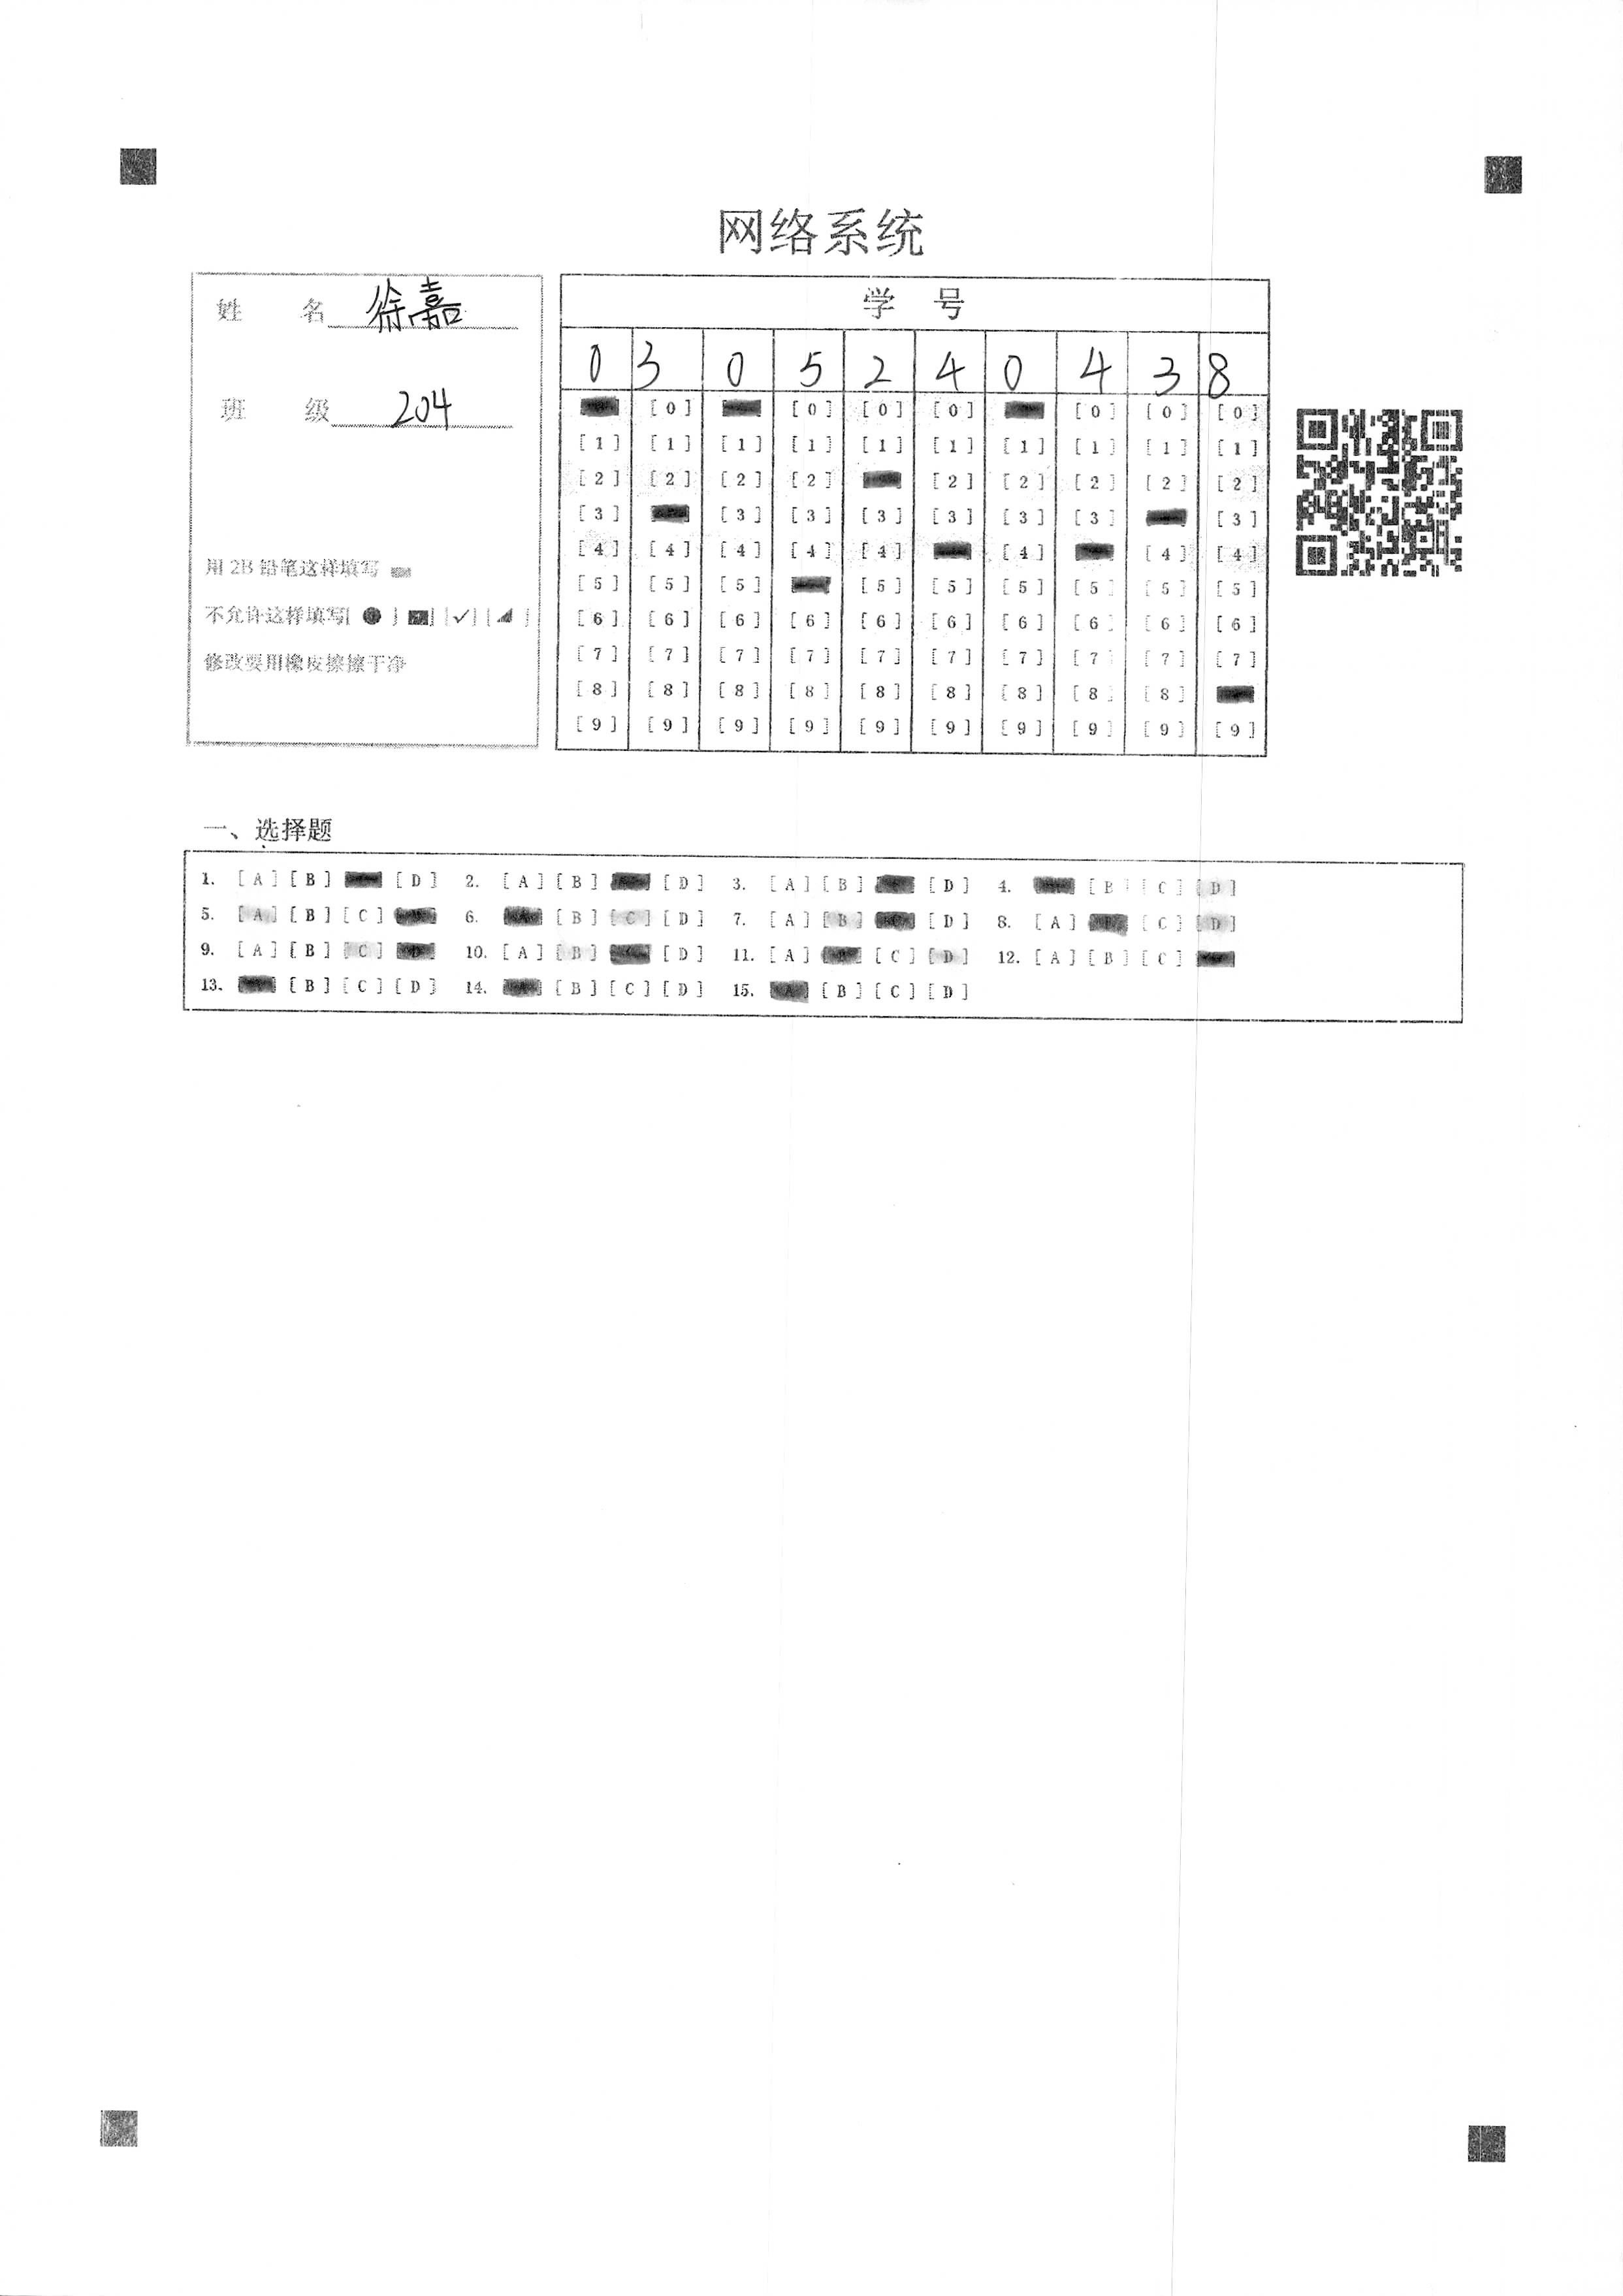 网络系统
姓 名 徐嘉
班 级 204
用 2B 铅笔这样填写
不允许这样填写[ ● ] [ ] [✓] [ ]
修改要用橡皮擦擦干净
学 号
0 3 0 5 2 4 0 4 3 8
[0] [0] [0] [0] [0] [0] [0]
[1] [1] [1] [1] [1] [1] [1] [1] [1] [1]
[2] [2] [2] [2] [2] [2] [2] [2] [2]
[3] [3] [3] [3] [3] [3] [3] [3]
[4] [4] [4] [4] [4] [4] [4] [4]
[5] [5] [5] [5] [5] [5] [5] [5] [5]
[6] [6] [6] [6] [6] [6] [6] [6] [6] [6]
[7] [7] [7] [7] [7] [7] [7] [7] [7] [7]
[8] [8] [8] [8] [8] [8] [8] [8] [8]
[9] [9] [9] [9] [9] [9] [9] [9] [9] [9]
一、选择题
1. [A] [B] [D] 2. [A] [B] [D] 3. [A] [B] [D] 4. [B] [C] [D]
5. [A] [B] [C] 6. [B] [C] [D] 7. [A] [B] [D] 8. [A] [C] [D]
9. [A] [B] [C] 10. [A] [B] [D] 11. [A] [C] [D] 12. [A] [B] [C]
13. [B] [C] [D] 14. [B] [C] [D] 15. [B] [C] [D]